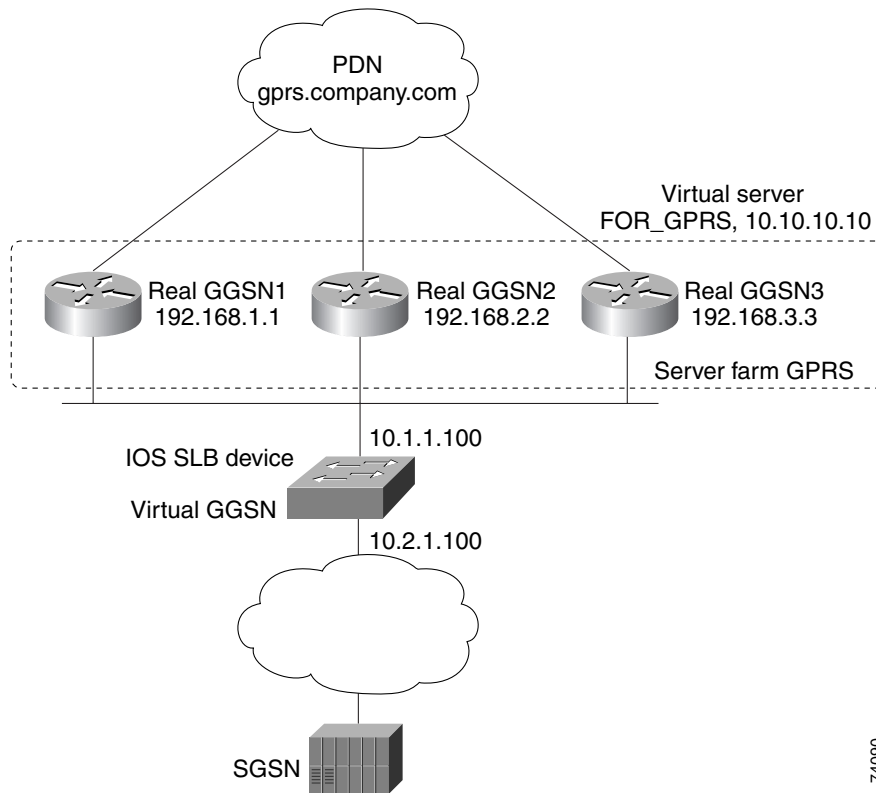 PDN
gprs.company.com
Virtual server
FOR_GPRS, 10.10.10.10
Real GGSN1
192.168.1.1
Real GGSN2
192.168.2.2
Real GGSN3
192.168.3.3
Server farm GPRS
10.1.1.100
IOS SLB device
Virtual GGSN
10.2.1.100
SGSN